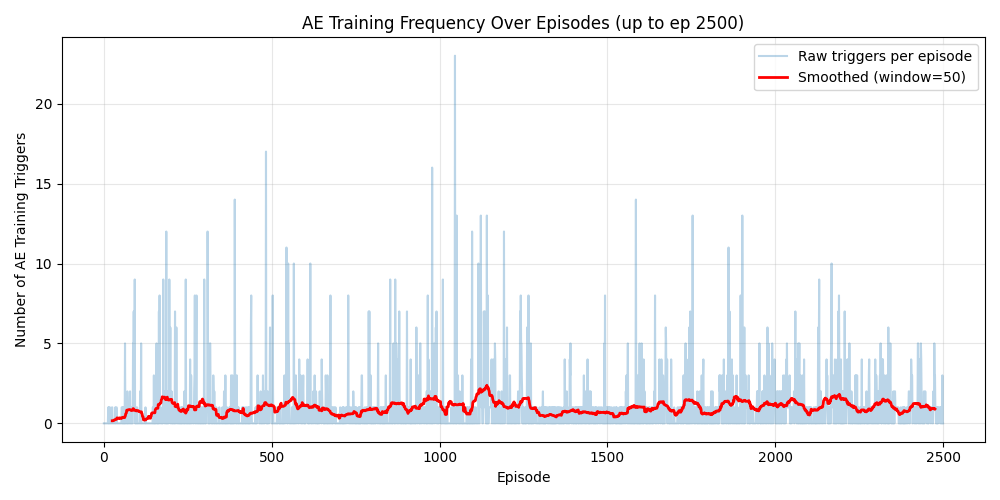 AE Training Frequency Over Episodes (up to ep 2500)
Raw triggers per episode
Smoothed (window=50)
Number of AE Training Triggers
20
15
10
5
0
0 500 1000 1500 2000 2500
Episode